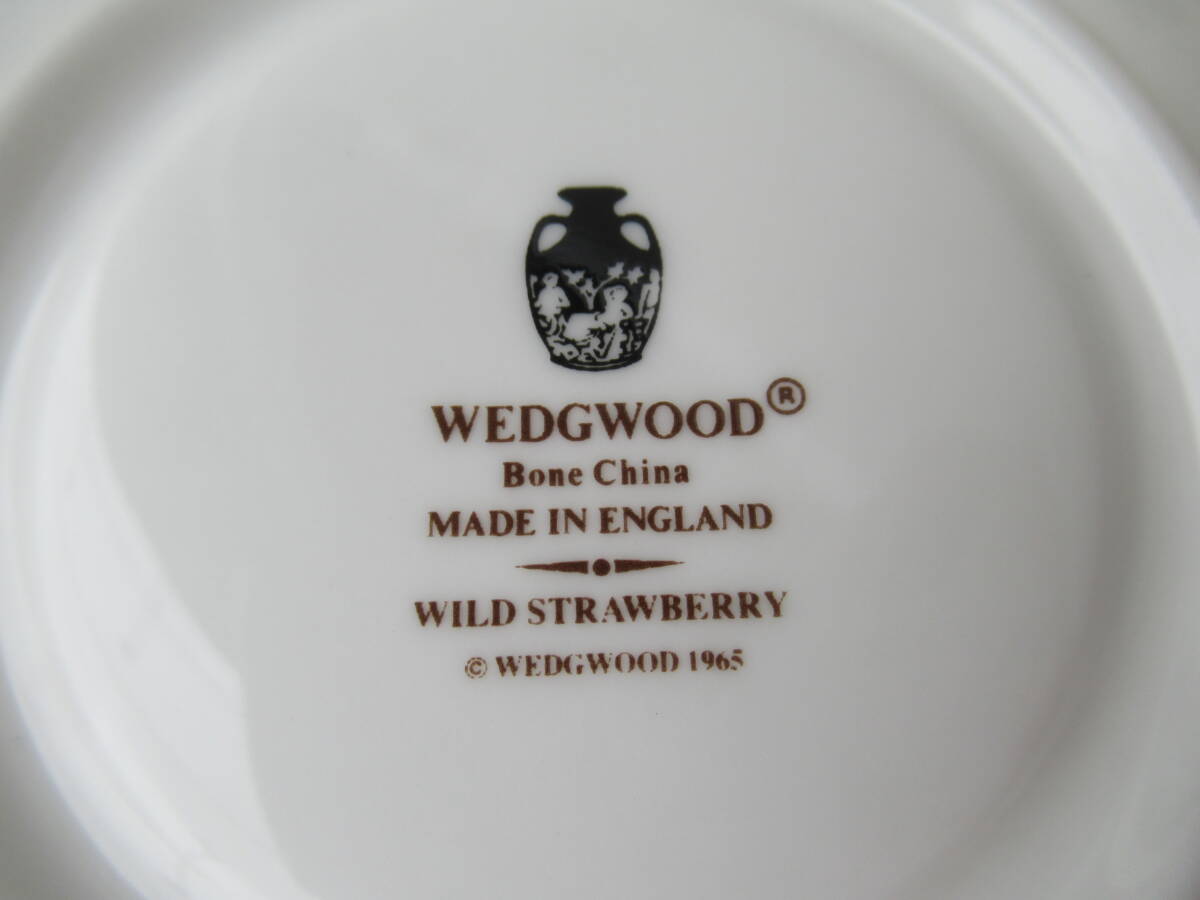 WEDGWOOD®
Bone China
MADE IN ENGLAND
WILD STRAWBERRY
© WEDGWOOD 1965